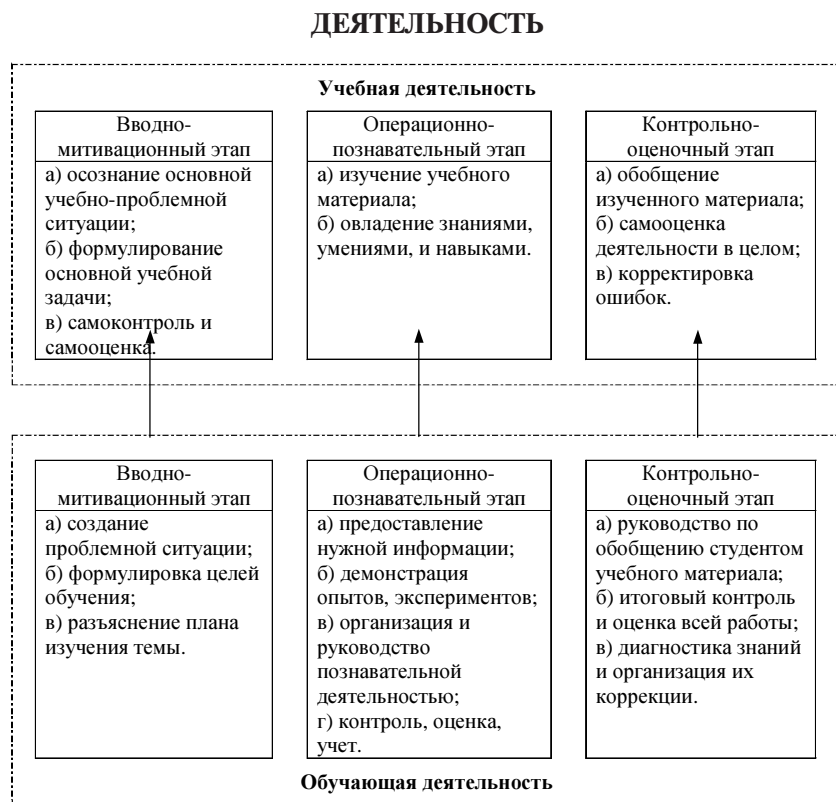 ДЕЯТЕЛЬНОСТЬ
Учебная деятельность
Вводно-
митивационный этап
а) осознание основной
учебно-проблемной
ситуации;
б) формулирование
основной учебной
задачи;
в) самоконтроль и
самооценка.
Операционно-
познавательный этап
а) изучение учебного
материала;
б) овладение знаниями,
умениями, и навыками.
Контрольно-
оценочный этап
а) обобщение
изученного материала;
б) самооценка
деятельности в целом;
в) корректировка
ошибок.
Вводно-
митивационный этап
а) создание
проблемной ситуации;
б) формулировка целей
обучения;
в) разъяснение плана
изучения темы.
Операционно-
познавательный этап
а) предоставление
нужной информации;
б) демонстрация
опытов, экспериментов;
в) организация и
руководство
познавательной
деятельностью;
г) контроль, оценка,
учет.
Контрольно-
оценочный этап
а) руководство по
обобщению студентом
учебного материала;
б) итоговый контроль
и оценка всей работы;
в) диагностика знаний
и организация их
коррекции.
Обучающая деятельность